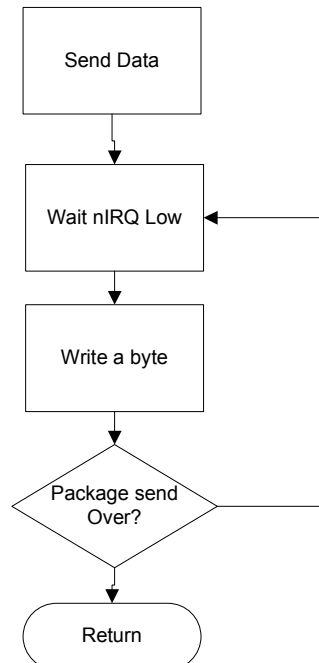 Send Data
Wait nIRQ Low
Write a byte
Package send
Over?
Return